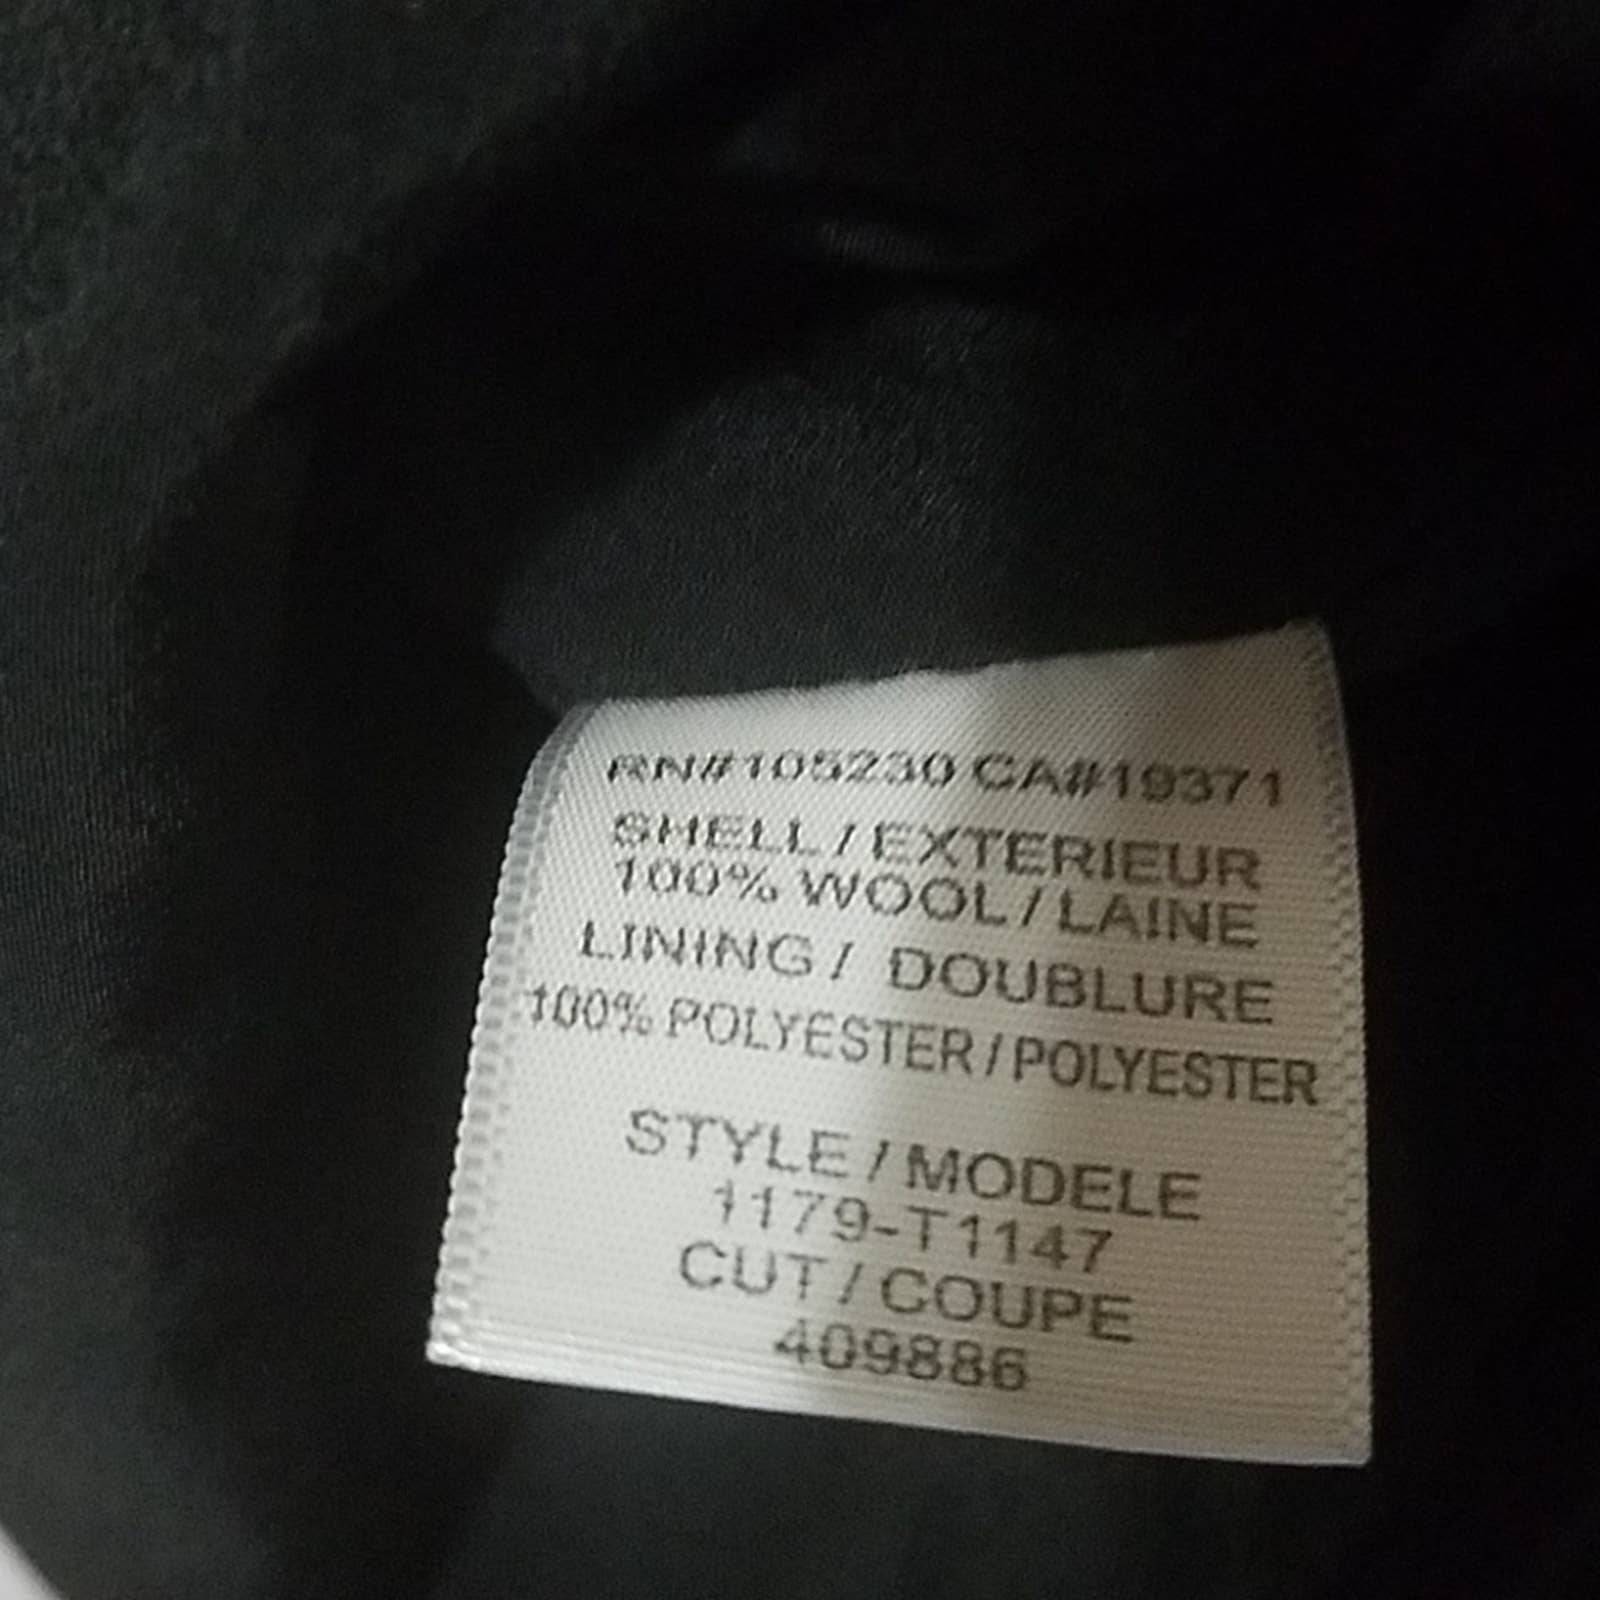 RN#105230 CA#19371
SHELL / EXTERIEUR
100% WOOL / LAINE
LINING / DOUBLURE
100% POLYESTER / POLYESTER
STYLE / MODELE
1179-T1147
CUT / COUPE
409886